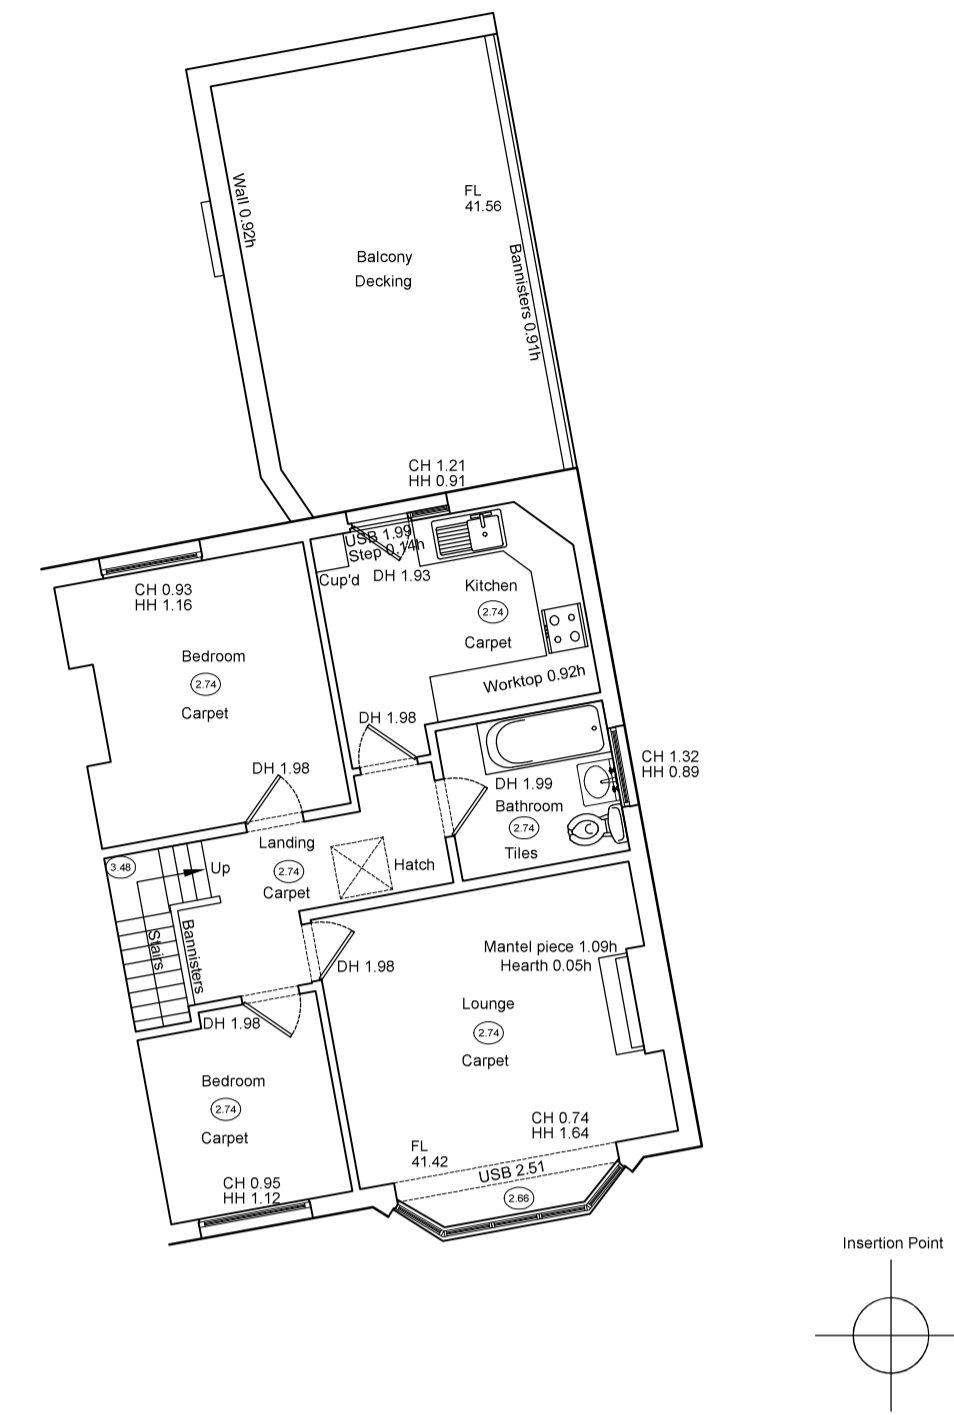 Wall 0.92h
FL
41.56
Balcony
Decking
Bannisters 0.91h
CH 1.21
HH 0.91
USB 1.99
Step 0.14h
Cup'd
DH 1.93
Kitchen
2.74
Carpet
Worktop 0.92h
CH 0.93
HH 1.16
Bedroom
2.74
Carpet
DH 1.98
DH 1.98
CH 1.32
HH 0.89
DH 1.99
Bathroom
2.74
Tiles
Landing
2.74
Carpet
Hatch
3.48
Up
Stairs
Bannisters
DH 1.98
Mantel piece 1.09h
Hearth 0.05h
Lounge
2.74
Carpet
DH 1.98
Bedroom
2.74
Carpet
CH 0.95
HH 1.12
CH 0.74
HH 1.64
FL
41.42
USB 2.51
2.66
Insertion Point